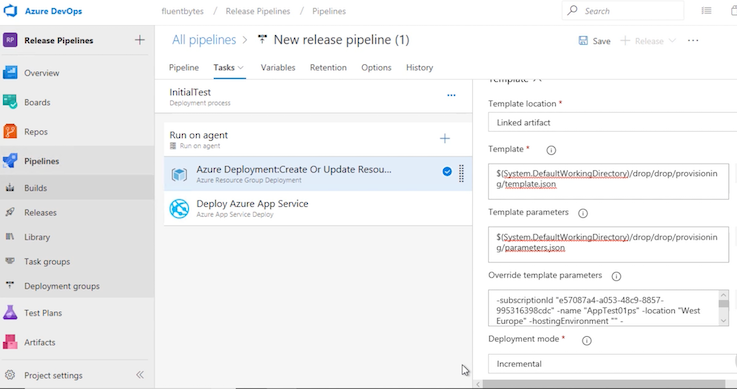 Azure DevOps
fluentbytes / Release Pipelines / Pipelines
Search
Release Pipelines
RP
Overview
Boards
Repos
Pipelines
Builds
Releases
Library
Task groups
Deployment groups
Test Plans
Artifacts
Project settings
All pipelines > New release pipeline (1)
Save
Release
Pipeline Tasks Variables Retention Options History
InitialTest
Deployment process
Run on agent
Run on agent
Azure Deployment:Create Or Update Resou...
Azure Resource Group Deployment
Deploy Azure App Service
Azure App Service Deploy
Template
Template location *
Linked artifact
Template *
$(System.DefaultWorkingDirectory)/drop/drop/provisionin
g/template.json
Template parameters
$(System.DefaultWorkingDirectory)/drop/drop/provisionin
g/parameters.json
Override template parameters
-subscriptionId "e57087a4-a053-48c9-8857-
995316398cdc" -name "AppTest01ps" -location "West
Europe" -hostingEnvironment "" -
Deployment mode *
Incremental